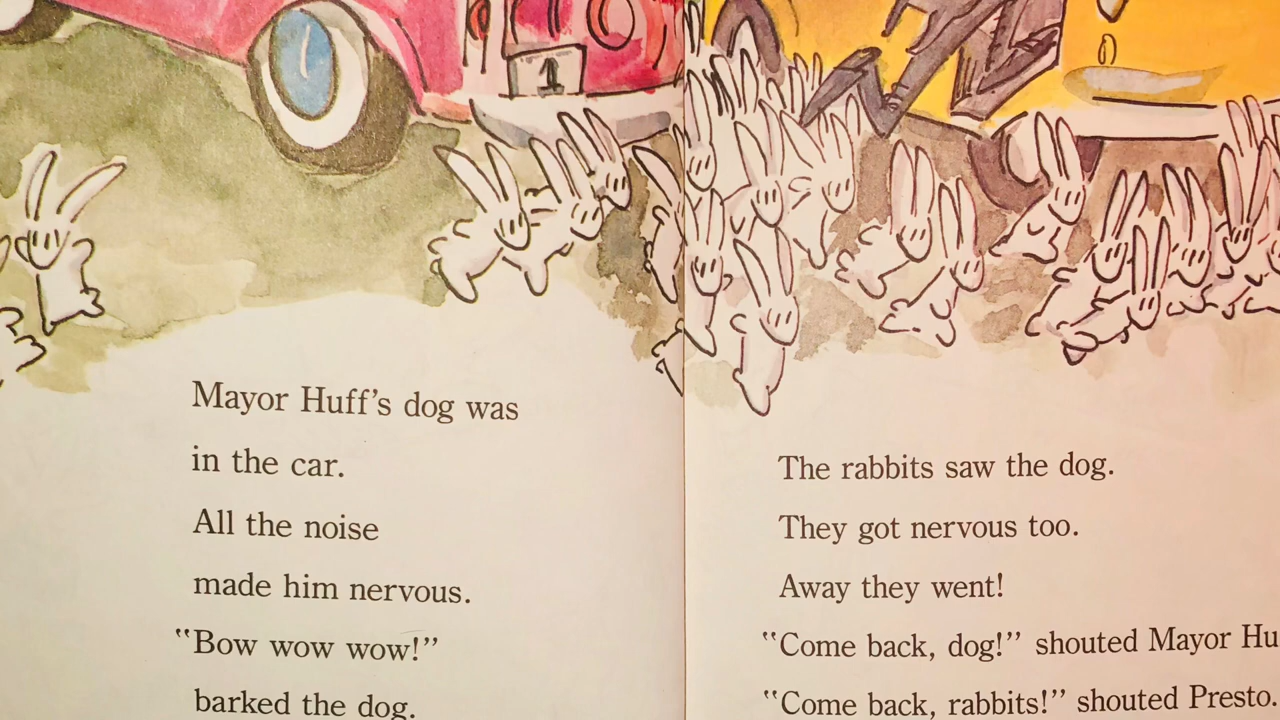 1
Mayor Huff's dog was
in the car.
All the noise
made him nervous.
"Bow wow wow!"
barked the dog.
The rabbits saw the dog.
They got nervous too.
Away they went!
"Come back, dog!" shouted Mayor Hu
"Come back, rabbits!" shouted Presto.